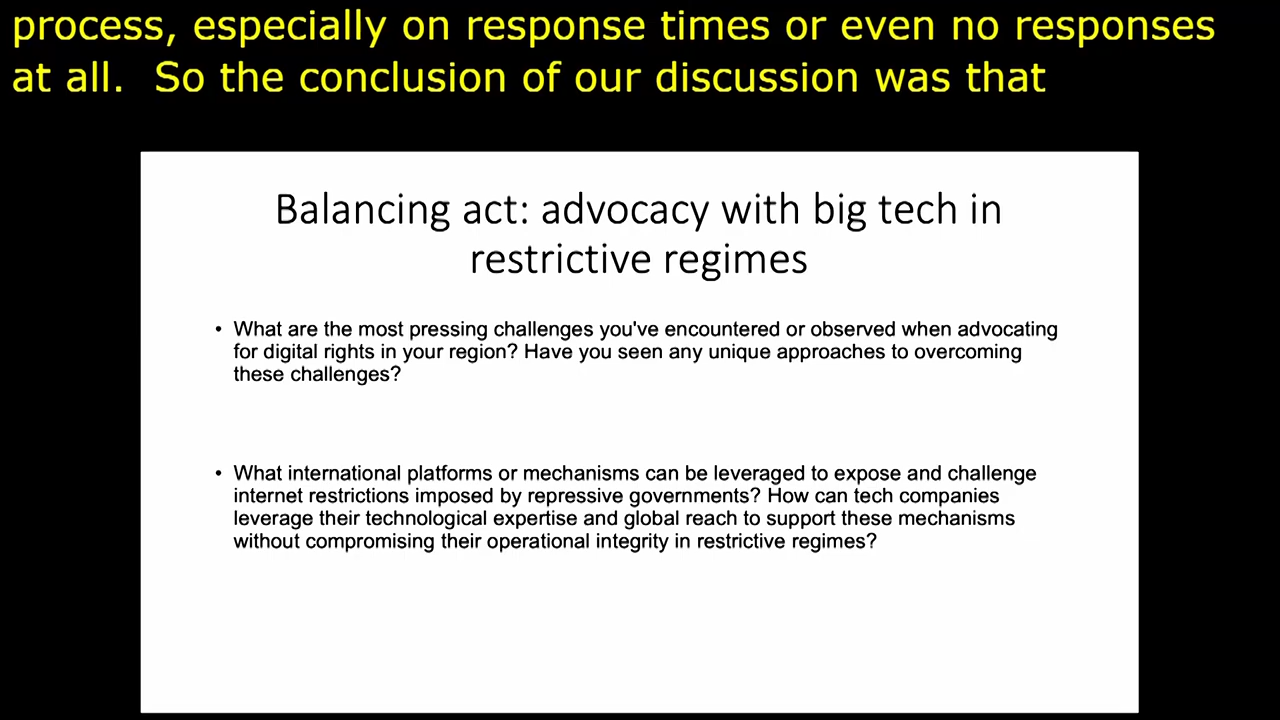 process, especially on response times or even no responses
at all.  So the conclusion of our discussion was that
Balancing act: advocacy with big tech in
restrictive regimes
• What are the most pressing challenges you've encountered or observed when advocating
for digital rights in your region? Have you seen any unique approaches to overcoming
these challenges?
• What international platforms or mechanisms can be leveraged to expose and challenge
internet restrictions imposed by repressive governments? How can tech companies
leverage their technological expertise and global reach to support these mechanisms
without compromising their operational integrity in restrictive regimes?